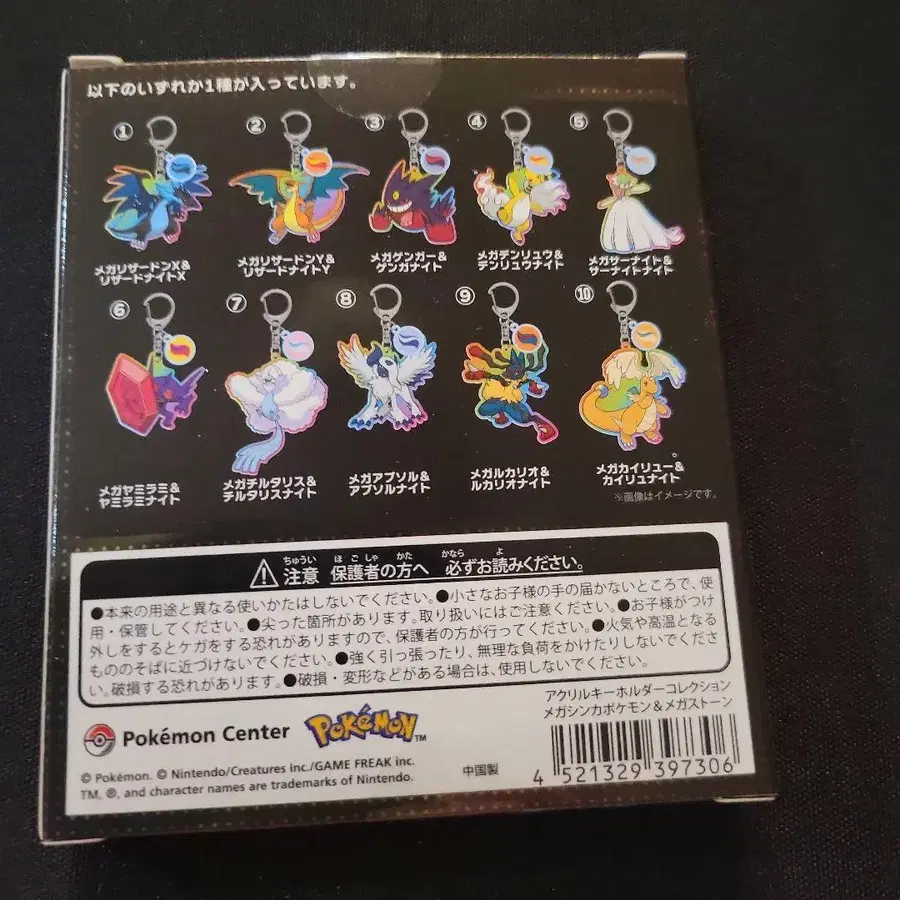 以下のいずれか1種が入っています。
① ② ③ ④ ⑤
メガリザードンX&
リザードナイトX
メガリザードンY&
リザードナイトY
メガゲンガー&
ゲンガナイト
メガデンリュウ&
デンリュウナイト
メガサーナイト&
サーナイトナイト
⑥ ⑦ ⑧ ⑨ ⑩
メガヤミラミ&
ヤミラミナイト
メガチルタリス&
チルタリスナイト
メガアブソル&
アブソルナイト
メガルカリオ&
ルカリオナイト
メガカイリュー&
カイリュナイト
※画像はイメージです。
ちゅうい ほごしゃ かた かなら よ
注意 保護者の方へ 必ずお読みください。
●本来の用途と異なる使いかたはしないでください。●小さなお子様の手の届かないところで、使
用・保管してください。●尖った箇所があります。取り扱いにはご注意ください。●お子様がつけ
外しをするとケガをする恐れがありますので、保護者の方が行ってください。●火気や高温となる
もののそばに近づけないでください。●強く引っ張ったり、無理な負荷をかけたりしないでくださ
い。破損する恐れがあります。●破損・変形などがある場合は、使用しないでください。
アクリルキーホルダーコレクション
メガシンカポケモン&メガストーン
Pokémon Center POKÉMON TM
© Pokémon. © Nintendo/Creatures Inc./GAME FREAK inc.
TM, ®, and character names are trademarks of Nintendo.
中国製
4 521329 397306